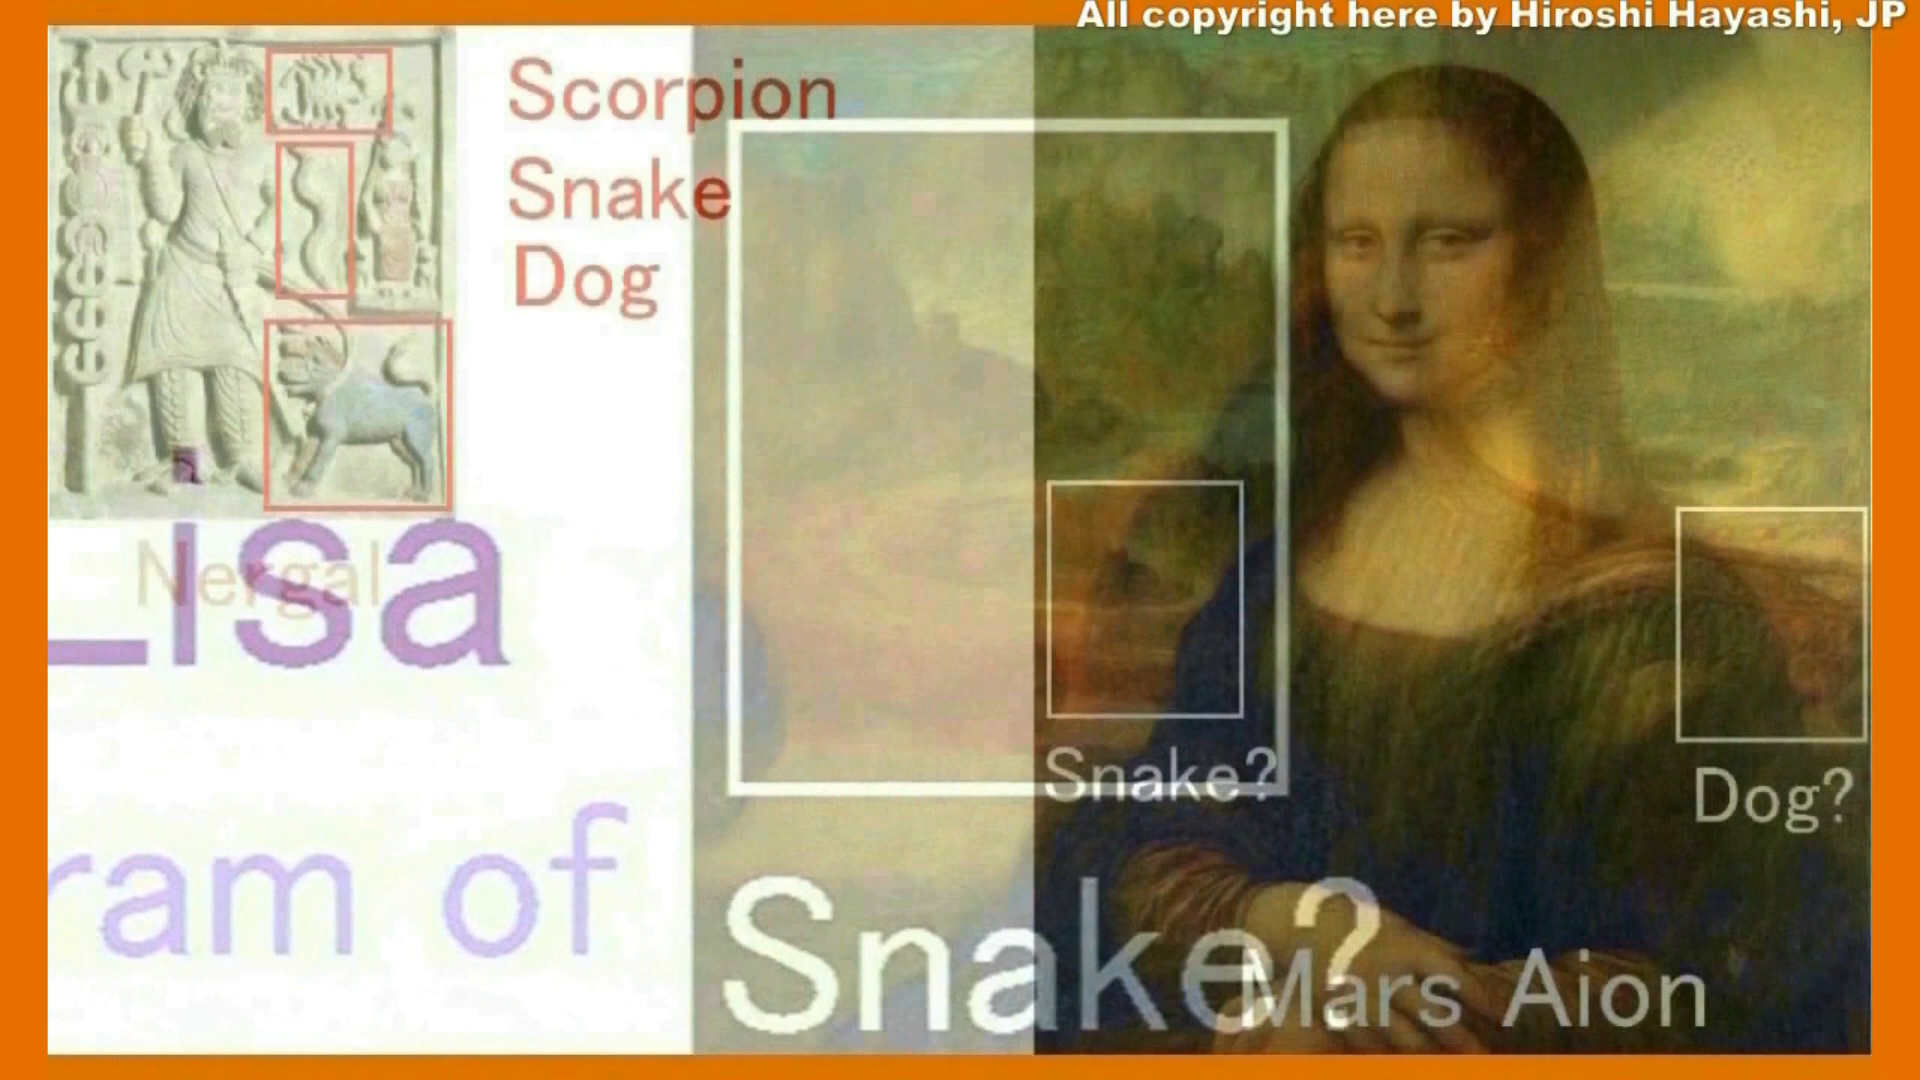 All copyright here by Hiroshi Hayashi, JP
Scorpion
Snake
Dog
Nergal
Lisa
ram of
Snake?
Dog?
Snake?
Mars Aion